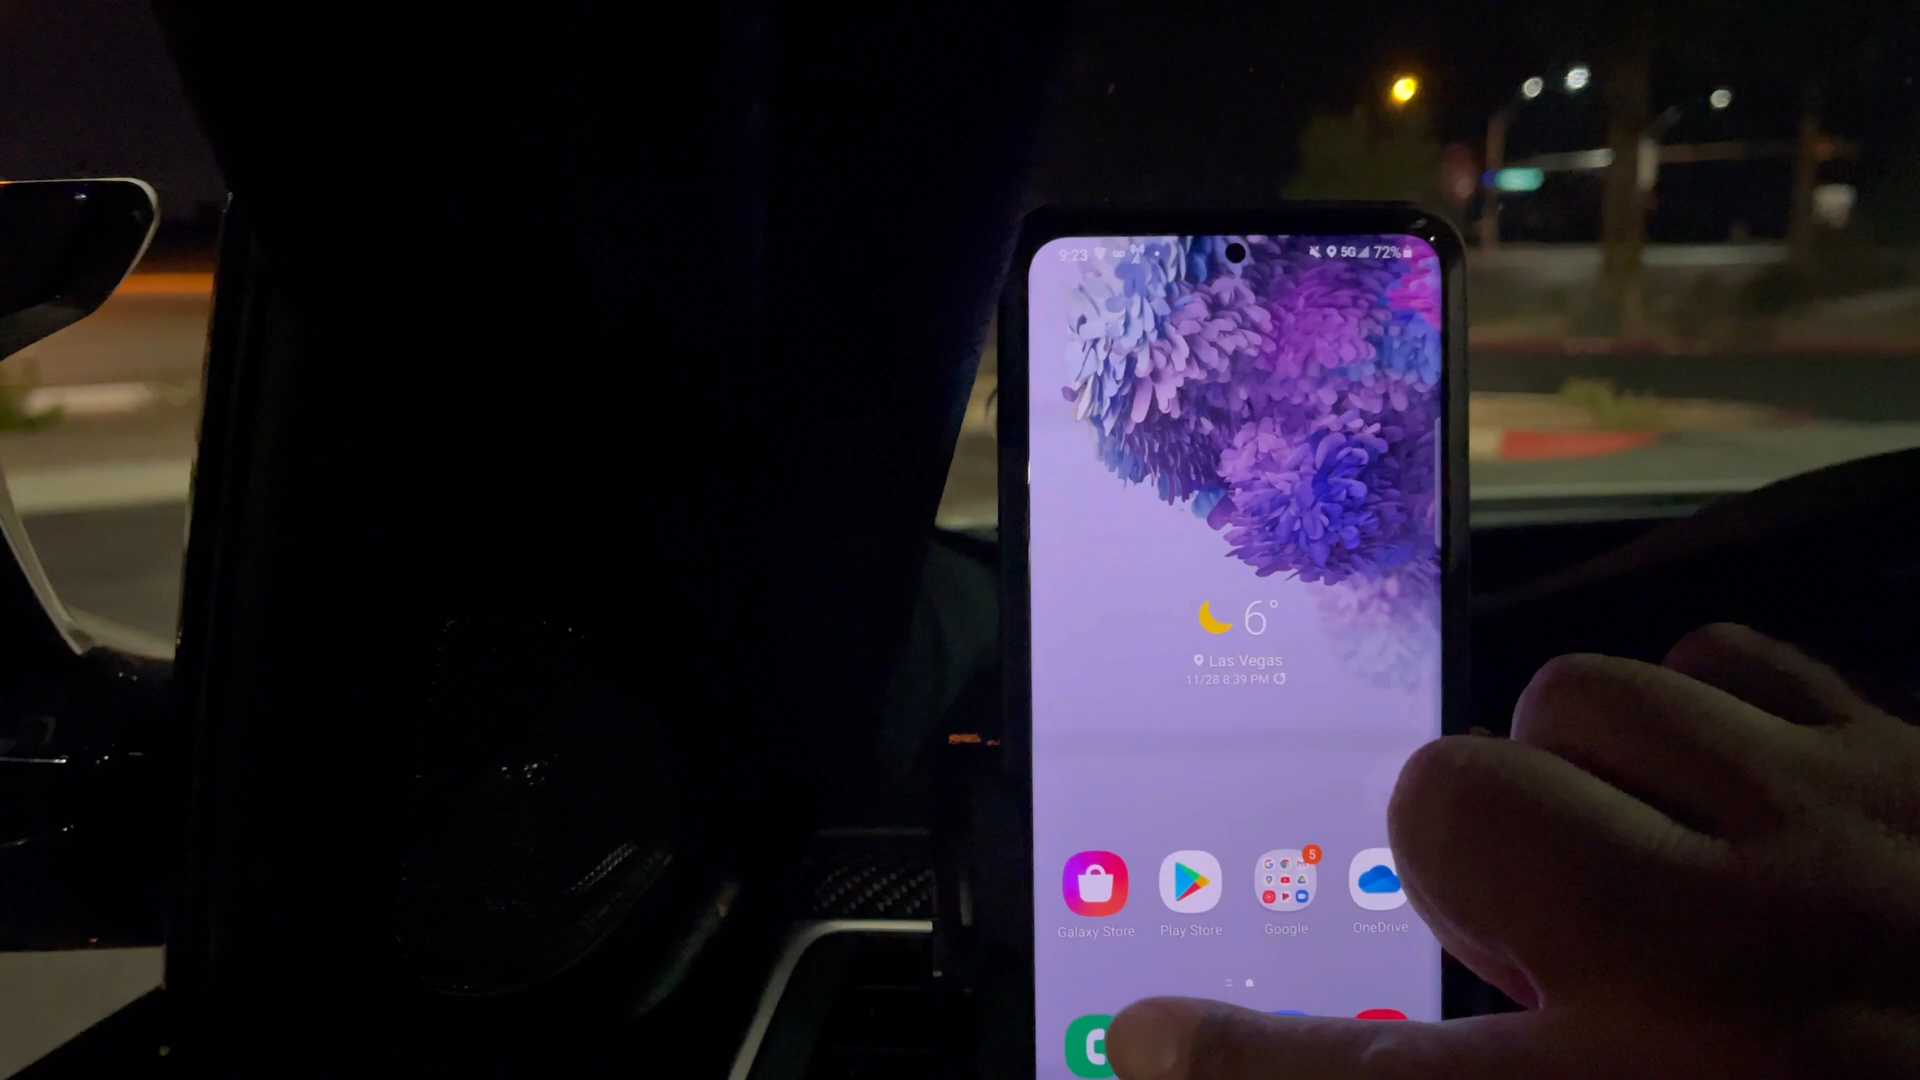 9:23 5G 72%
6°
Las Vegas
11/28 8:39 PM
5
Galaxy Store Play Store Google OneDrive